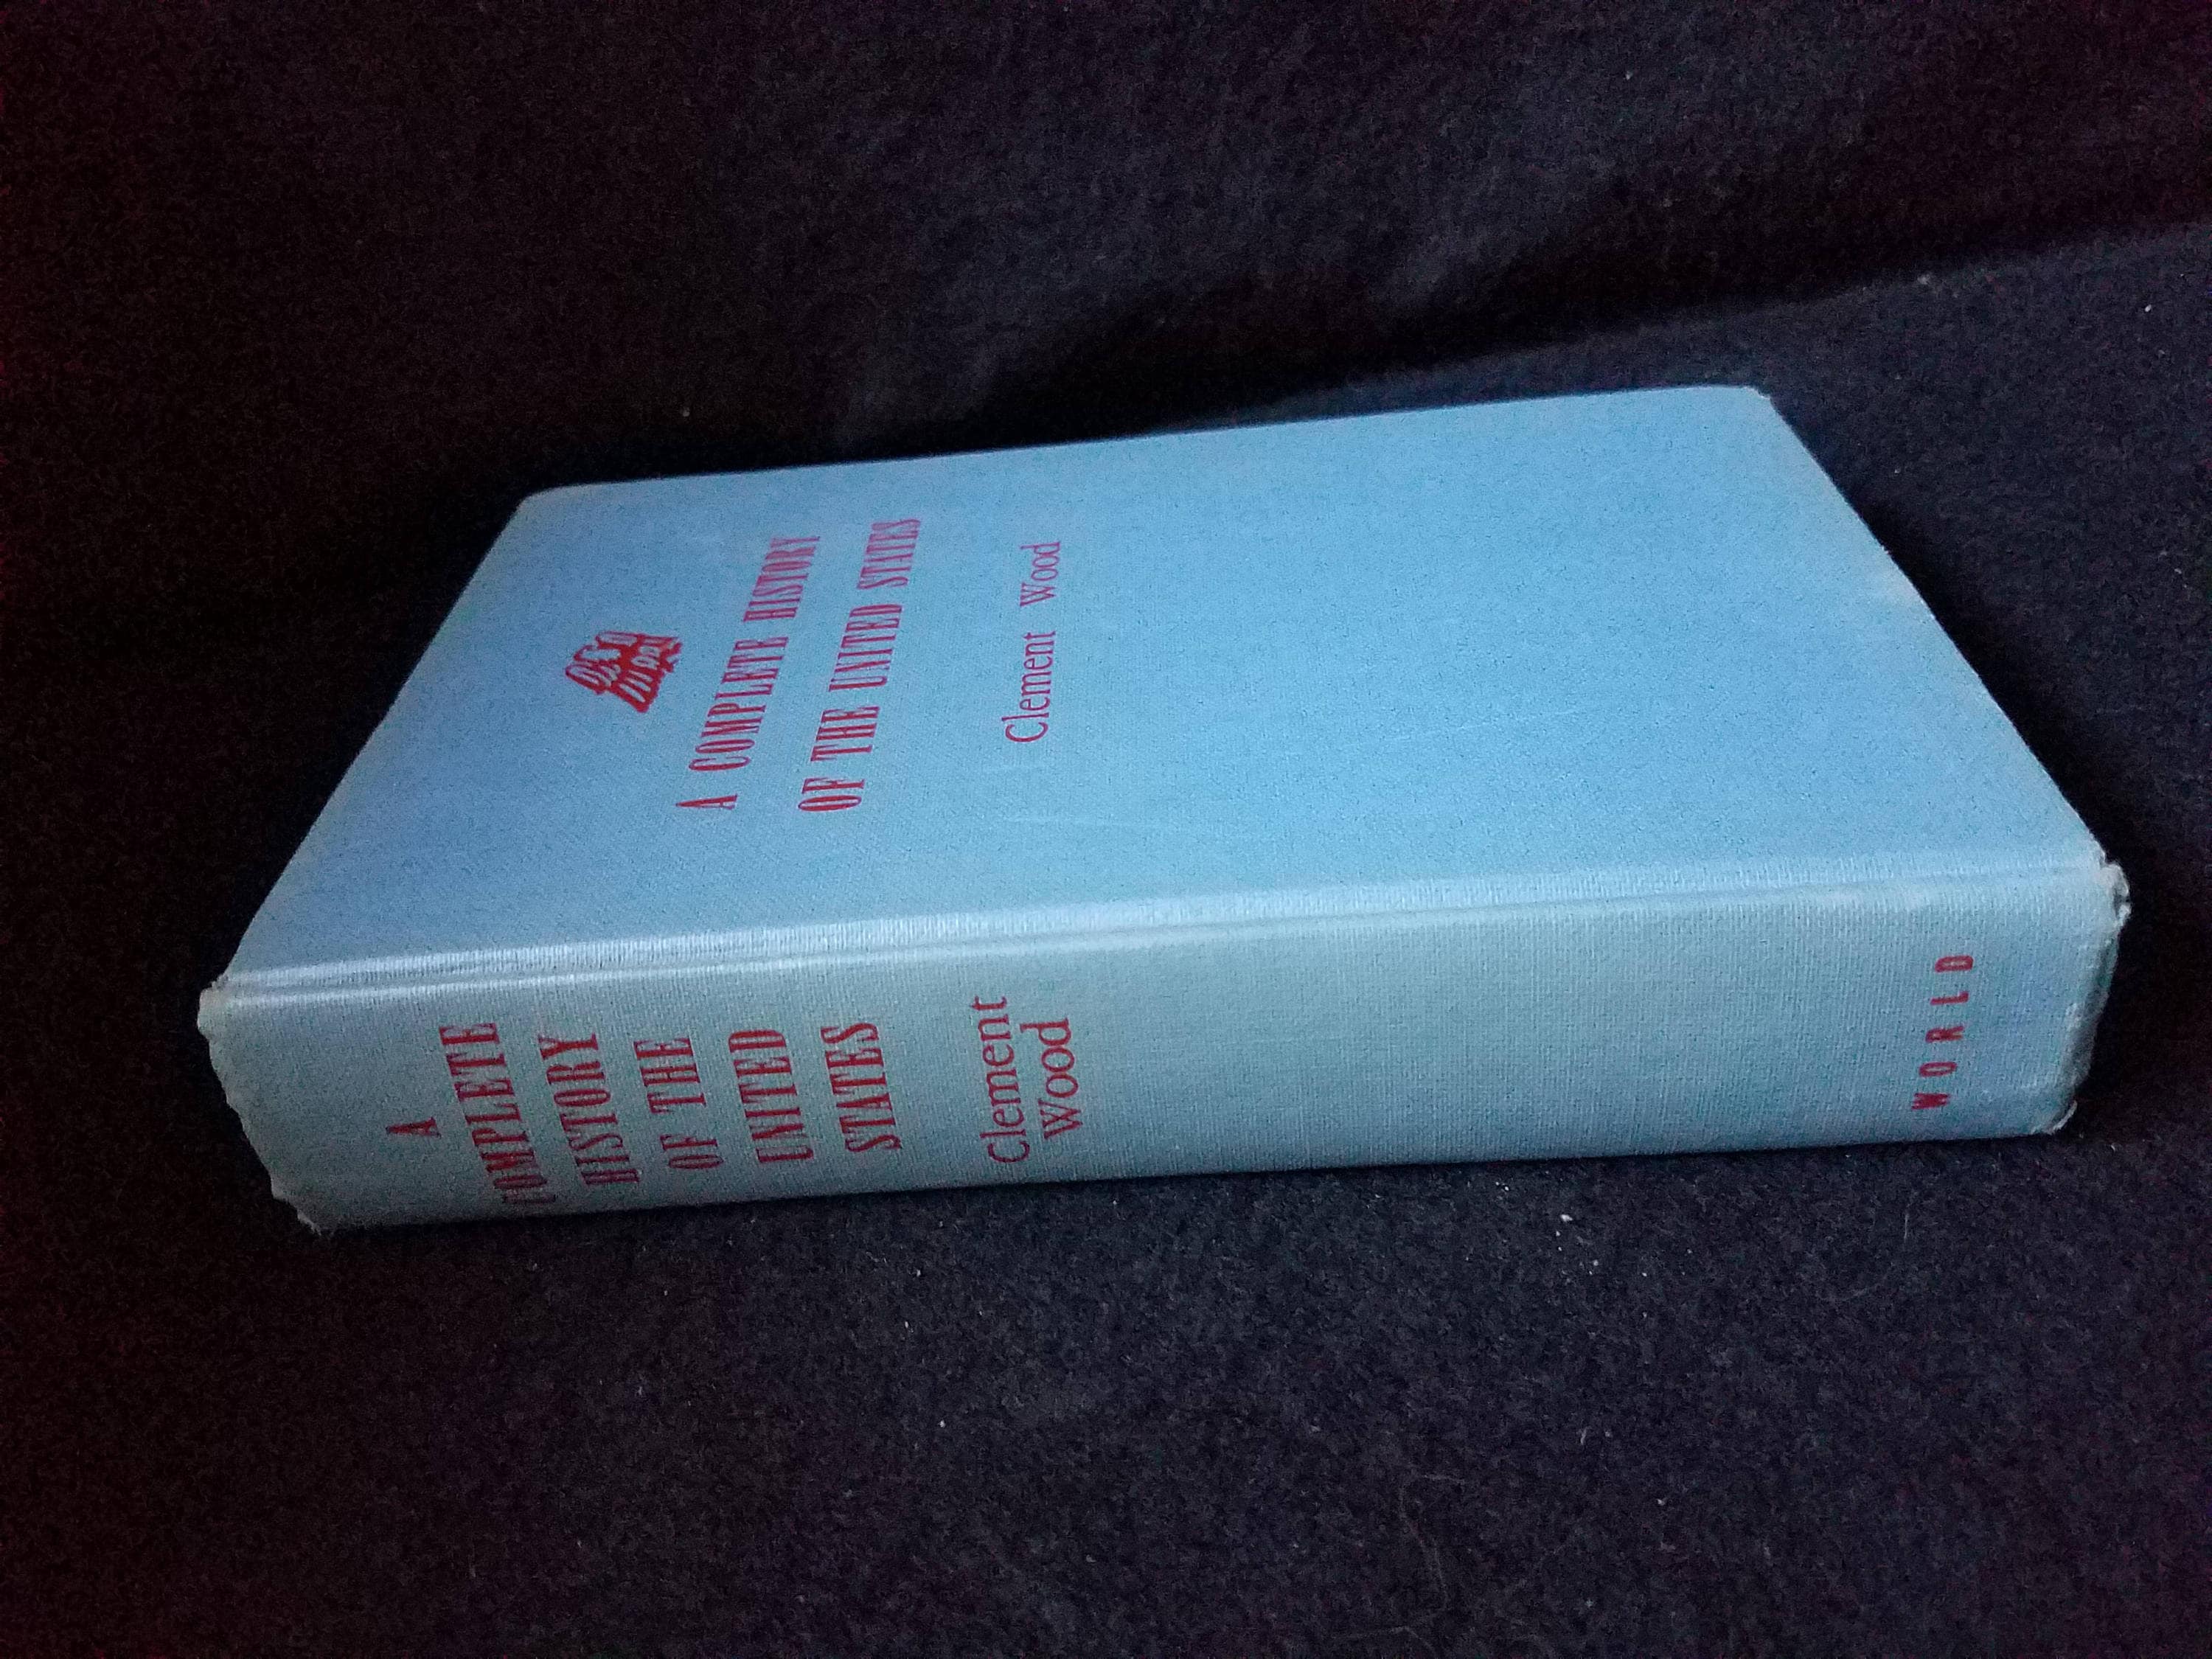 A COMPLETE HISTORY
OF THE UNITED STATES
Clement Wood
A
COMPLETE
HISTORY
OF THE
UNITED
STATES
Clement
Wood
WORLD